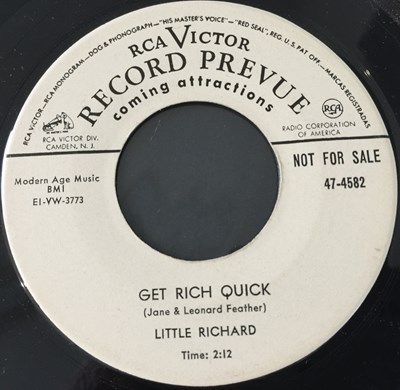 RCA VICTOR—RCA MONOGRAM—DOG & PHONOGRAPH—"HIS MASTER'S VOICE"—"RED SEAL", REG. U. S. PAT OFF.—MARCAS REGISTRADAS
RCA VICTOR
RECORD PREVUE
coming attractions
RCA VICTOR DIV.
CAMDEN, N. J.
RCA
RADIO CORPORATION
OF AMERICA
NOT FOR SALE
47-4582
Modern Age Music
BMI
E1-VW-3773
GET RICH QUICK
(Jane & Leonard Feather)
LITTLE RICHARD
Time: 2:12